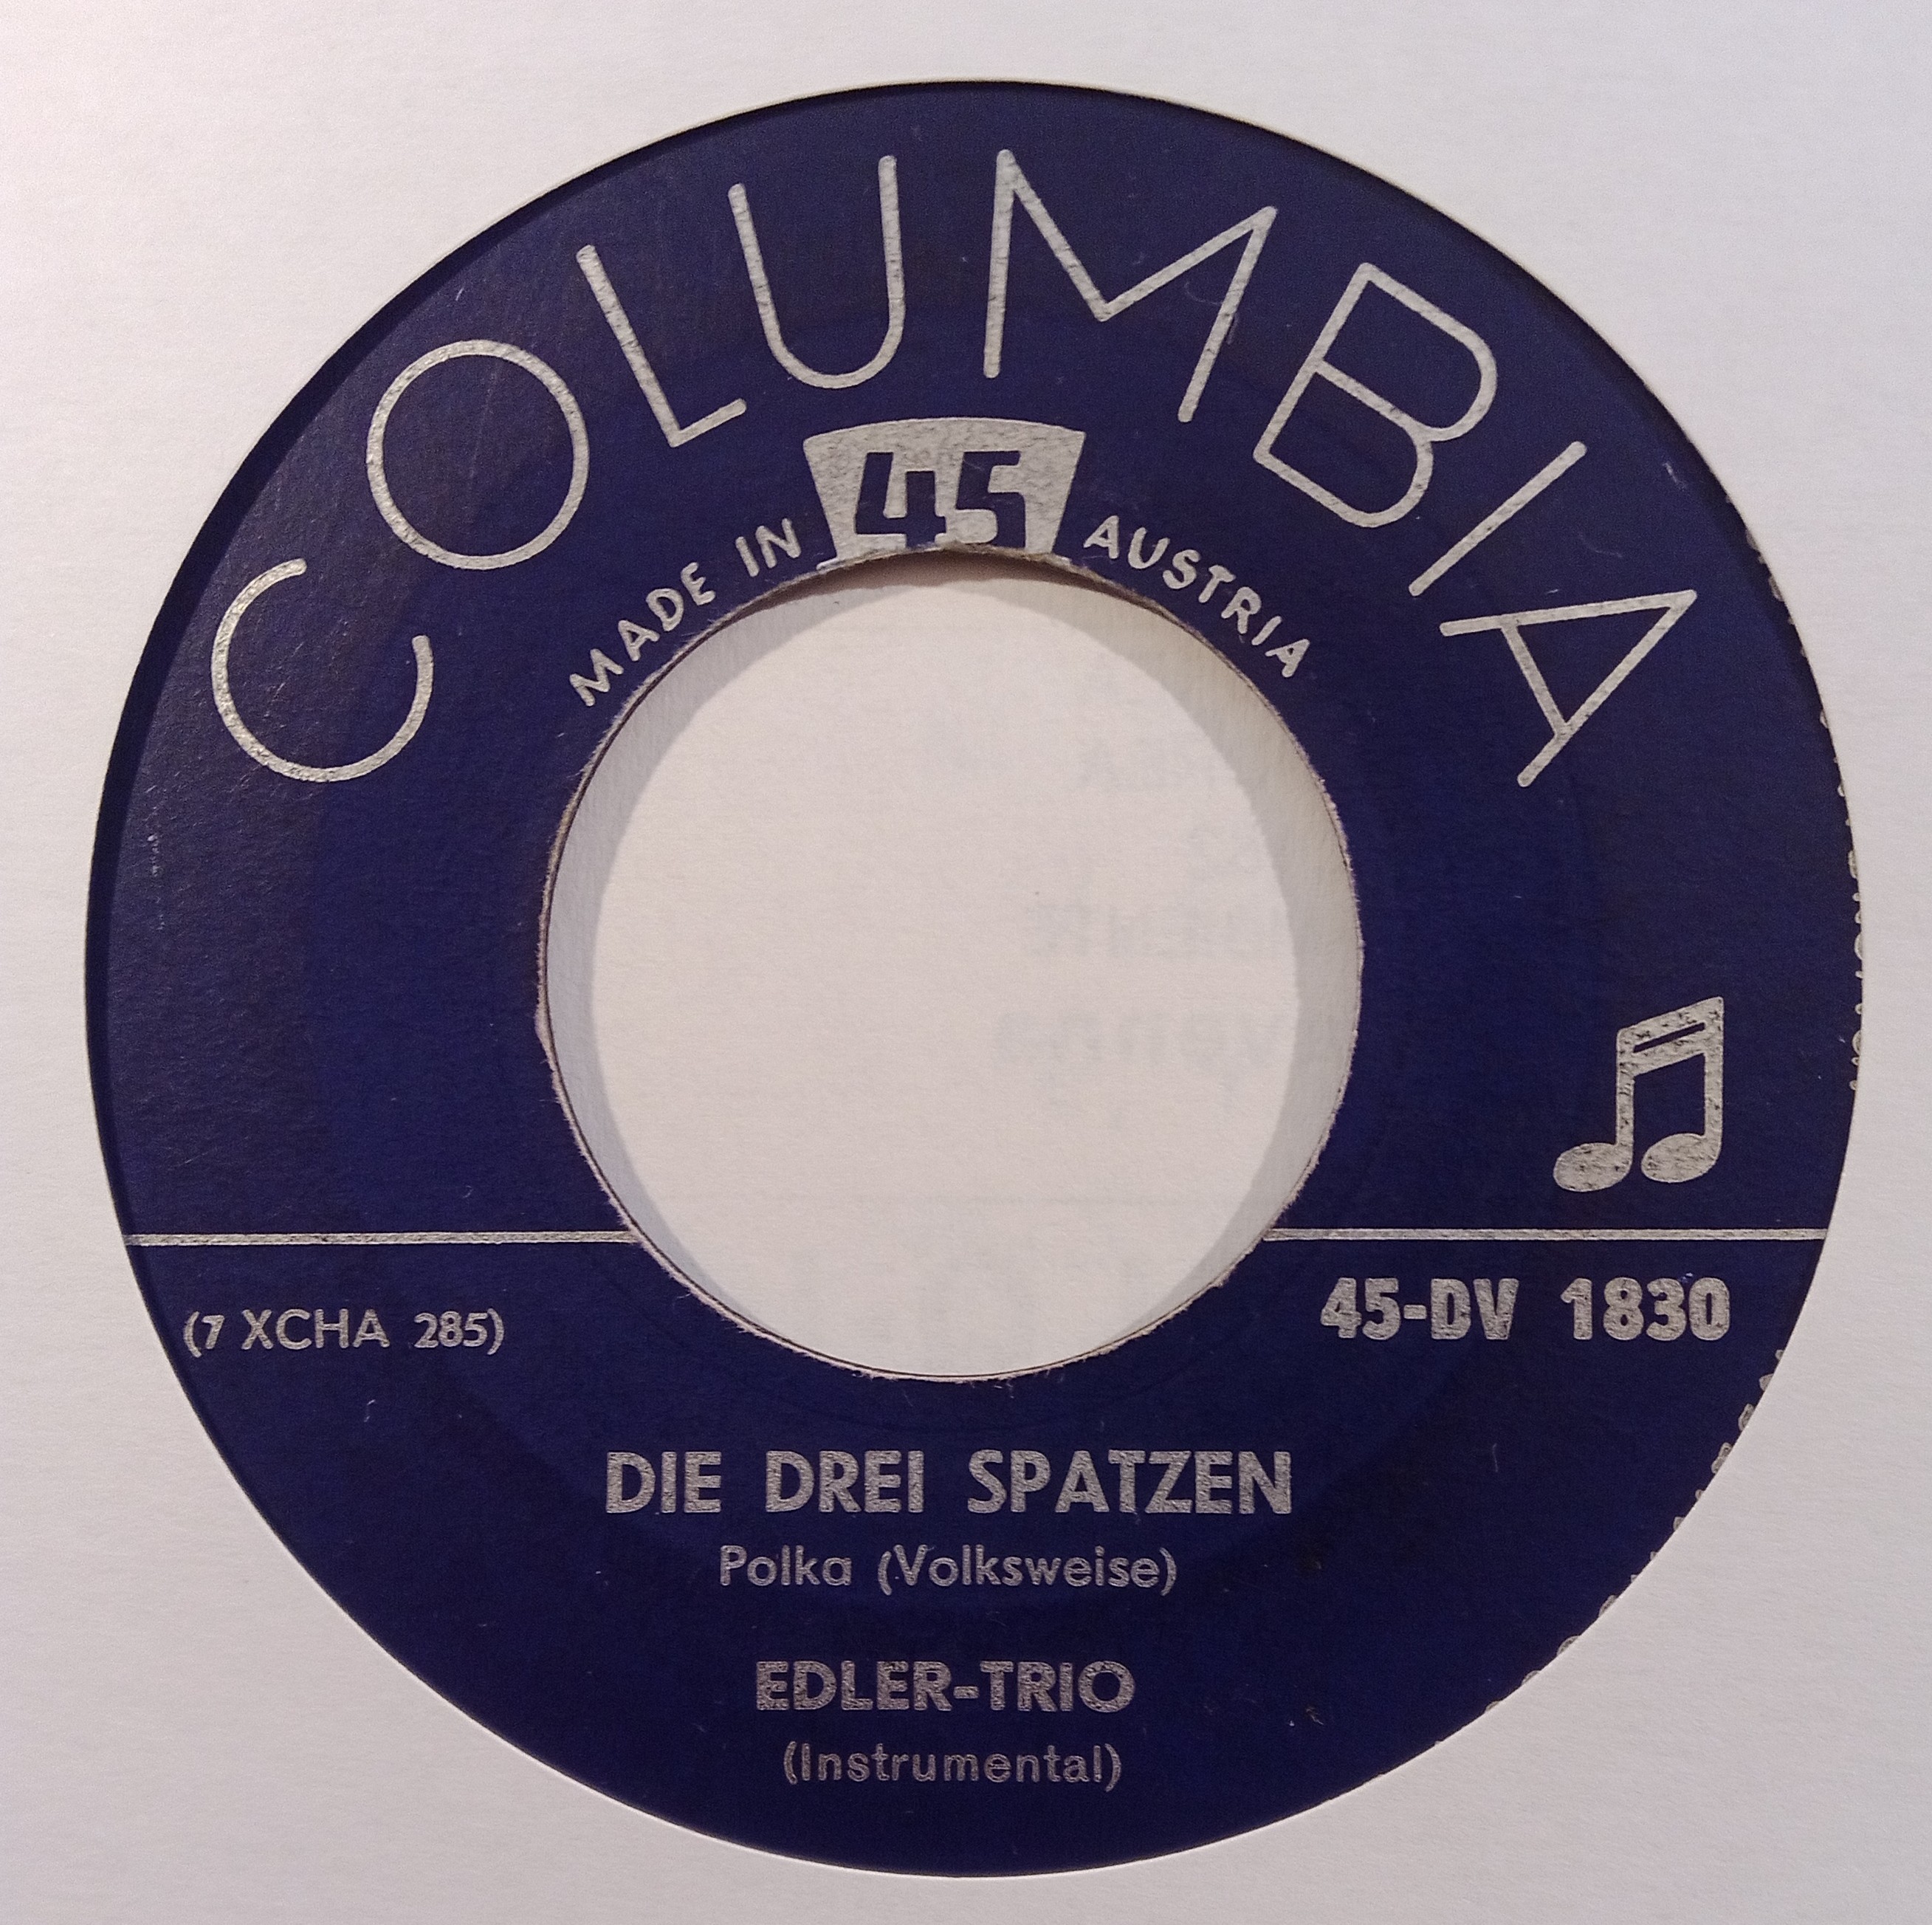 COLUMBIA
45
MADE IN AUSTRIA
(7 XCHA 285)
45-DV 1830
DIE DREI SPATZEN
Polka (Volksweise)
EDLER-TRIO
(Instrumental)